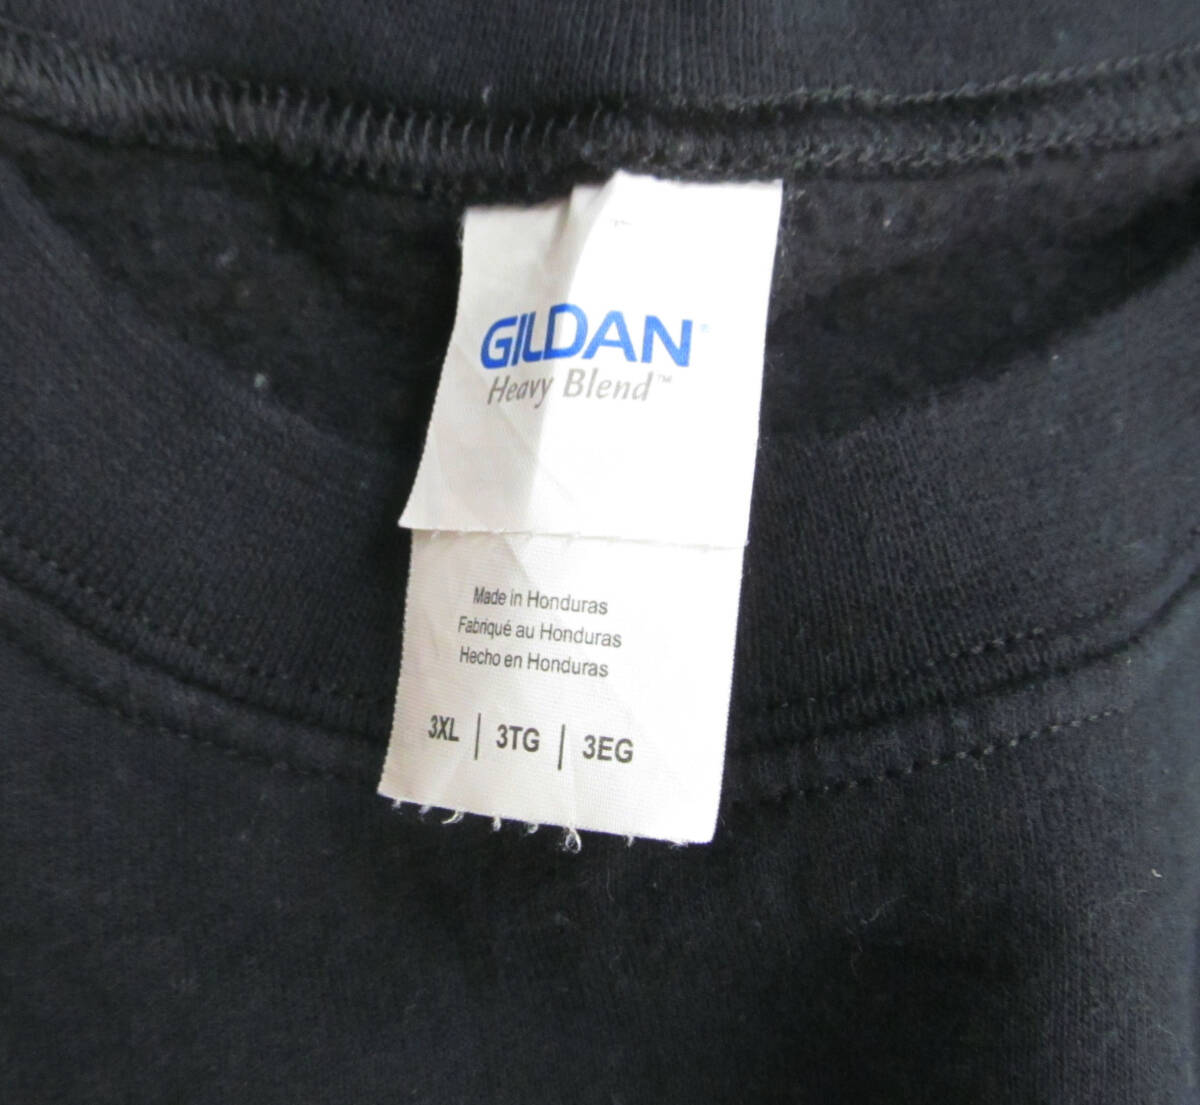 GILDAN®
Heavy Blend™
Made in Honduras
Fabriqué au Honduras
Hecho en Honduras
3XL | 3TG | 3EG